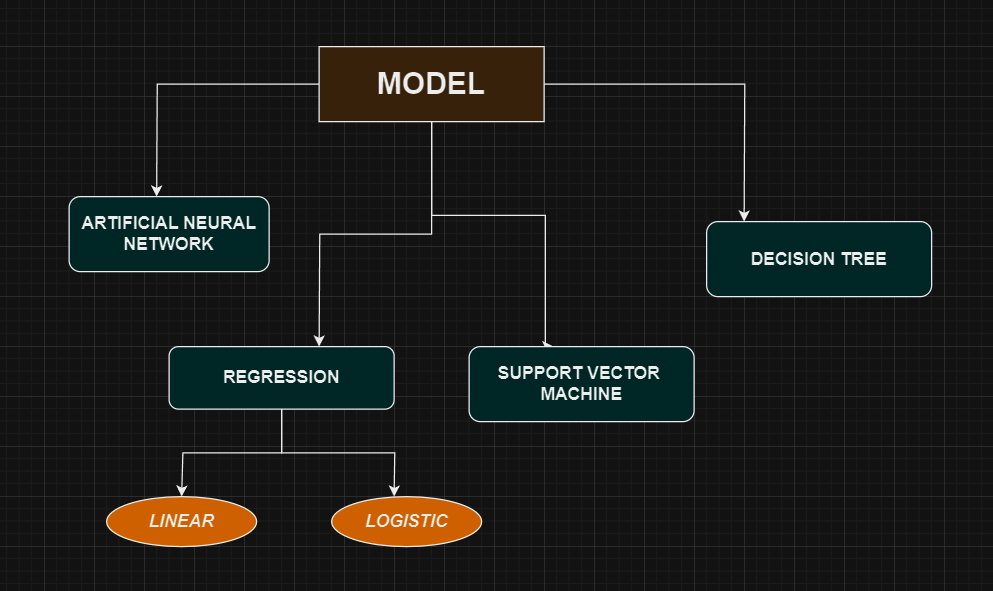 MODEL
ARTIFICIAL NEURAL
NETWORK
DECISION TREE
REGRESSION
SUPPORT VECTOR
MACHINE
LINEAR
LOGISTIC